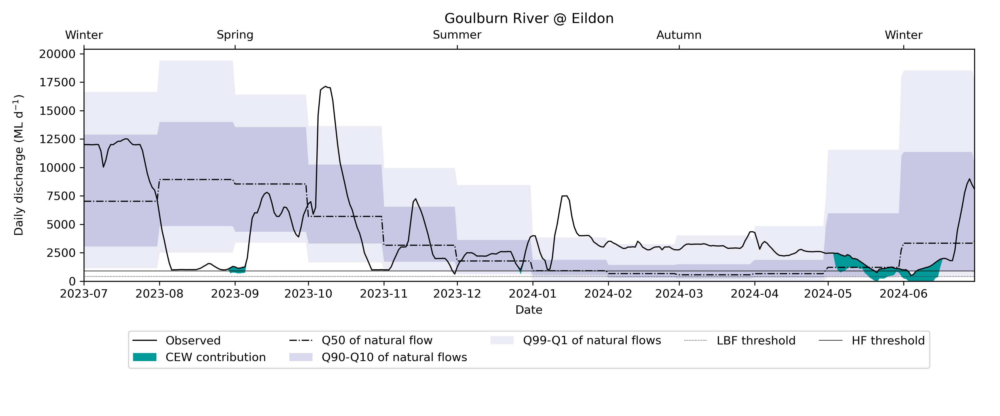 Goulburn River @ Eildon
Winter Spring Summer Autumn Winter
20000
17500
15000
12500
10000
7500
5000
2500
0
Daily discharge (ML d⁻¹)
2023-07 2023-08 2023-09 2023-10 2023-11 2023-12 2024-01 2024-02 2024-03 2024-04 2024-05 2024-06
Date
Observed Q50 of natural flow Q99-Q1 of natural flows LBF threshold HF threshold
CEW contribution Q90-Q10 of natural flows